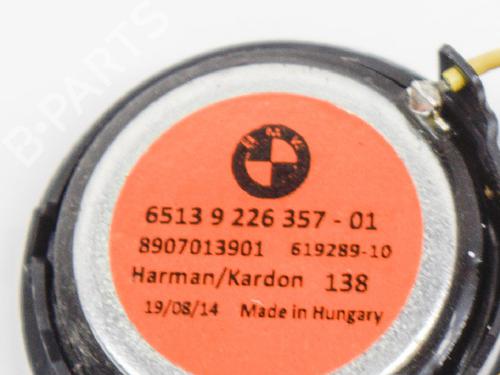 B-PARTS
BMW
6513 9 226 357 - 01
8907013901 619289-10
Harman/Kardon 138
19/08/14 Made in Hungary